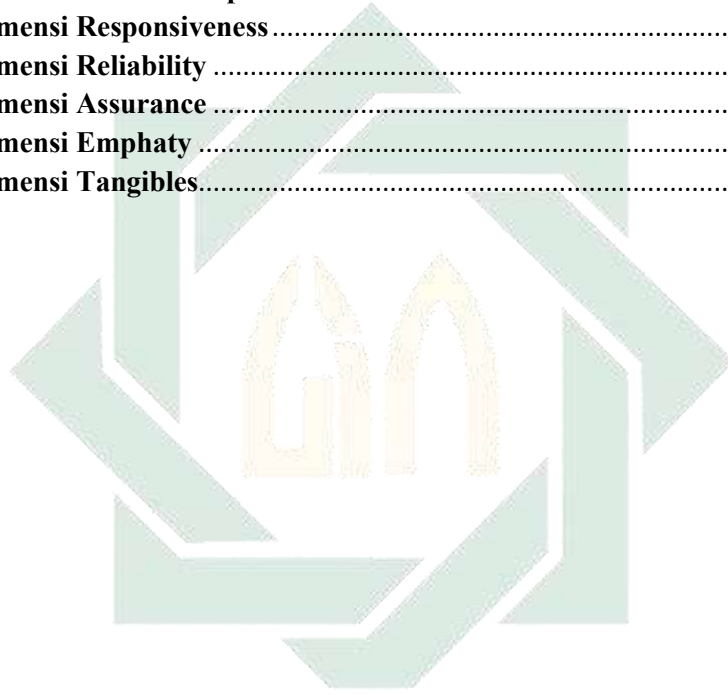 mensi Responsiveness........................................................................
mensi Reliability ................................................................................
mensi Assurance................................................................................
mensi Emphaty ..................................................................................
mensi Tangibles.................................................................................